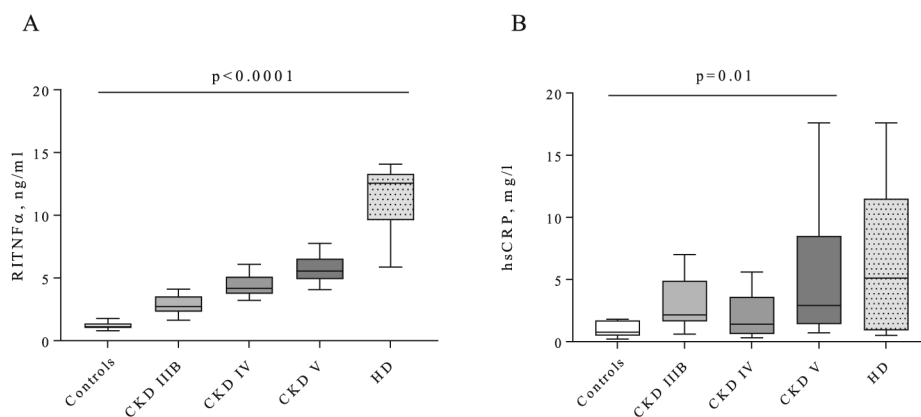 A
p<0.0001
RITNFα, ng/ml
20
15
10
5
0
Controls
CKD IIIB
CKD IV
CKD V
HD
B
p=0.01
hsCRP, mg/l
20
15
10
5
0
Controls
CKD IIIB
CKD IV
CKD V
HD